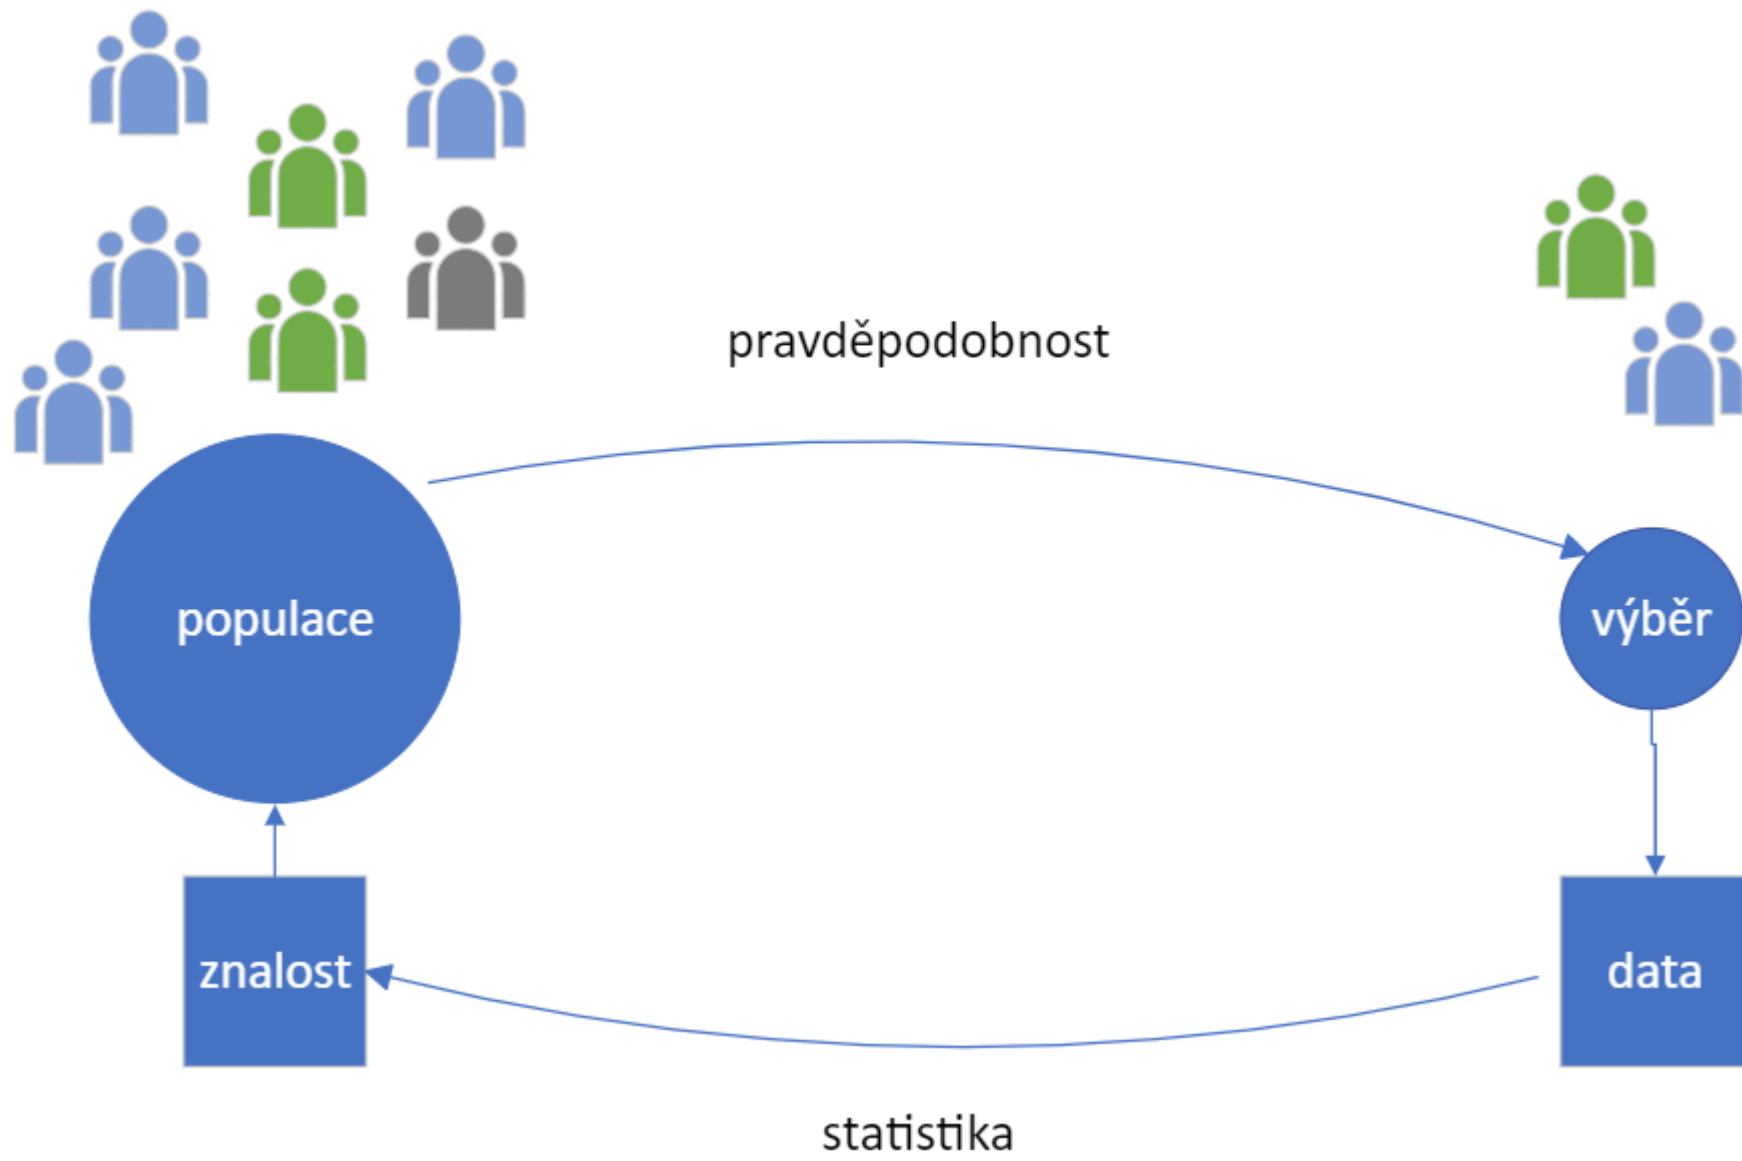 pravděpodobnost
populace
výběr
znalost
data
statistika